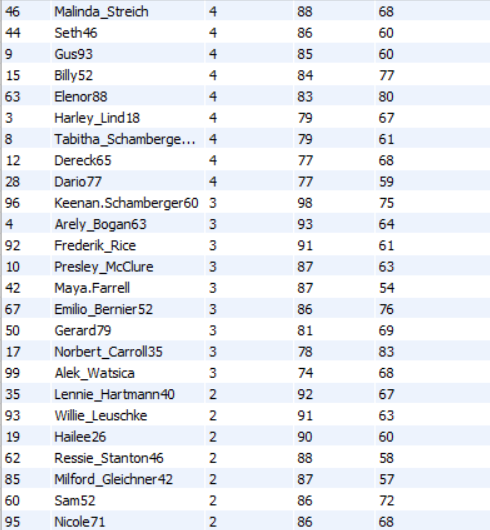 46 Malinda_Streich 4 88 68
44 Seth46 4 86 60
9 Gus93 4 85 60
15 Billy52 4 84 77
63 Elenor88 4 83 80
3 Harley_Lind18 4 79 67
8 Tabitha_Schamberge... 4 79 61
12 Dereck65 4 77 68
28 Dario77 4 77 59
96 Keenan.Schamberger60 3 98 75
4 Arely_Bogan63 3 93 64
92 Frederik_Rice 3 91 61
10 Presley_McClure 3 87 63
42 Maya.Farrell 3 87 54
67 Emilio_Bernier52 3 86 76
50 Gerard79 3 81 69
17 Norbert_Carroll35 3 78 83
99 Alek_Watsica 3 74 68
35 Lennie_Hartmann40 2 92 67
93 Willie_Leuschke 2 91 63
19 Hailee26 2 90 60
62 Ressie_Stanton46 2 88 58
85 Milford_Gleichner42 2 87 57
60 Sam52 2 86 72
95 Nicole71 2 86 68